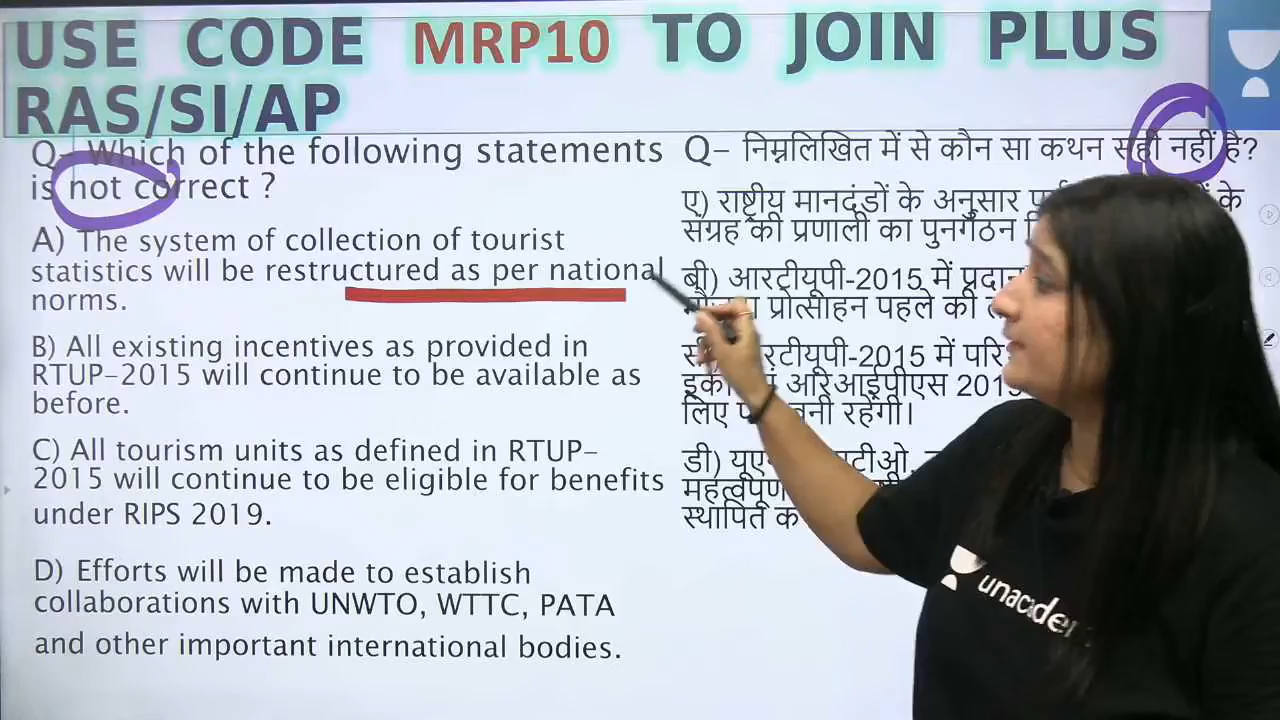 USE CODE MRP10 TO JOIN PLUS
RAS/SI/AP
Q- Which of the following statements
is not correct ?
A) The system of collection of tourist
statistics will be restructured as per national
norms.
B) All existing incentives as provided in
RTUP-2015 will continue to be available as
before.
C) All tourism units as defined in RTUP-
2015 will continue to be eligible for benefits
under RIPS 2019.
D) Efforts will be made to establish
collaborations with UNWTO, WTTC, PATA
and other important international bodies.
Q- निम्नलिखित में से कौन सा कथन सही नहीं है?
ए) राष्ट्रीय मानदंडों के अनुसार के
संग्रह की प्रणाली का पुनर्गठन
बी) आरटीयूपी-2015 में
प्रोत्साहन पहले की
आरटीयूपी-2015 में
आरआईपीएस
लिए रहेंगी।
डी)
स्थापित
unacade